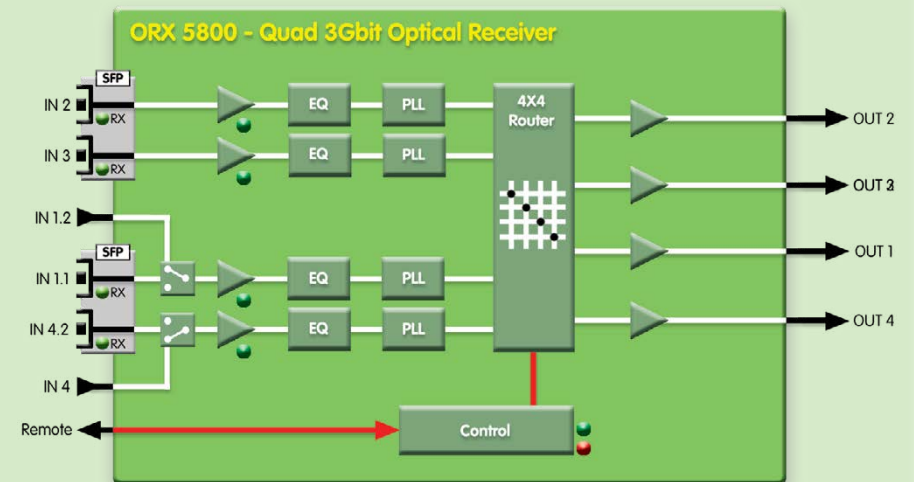 ORX 5800 - Quad 3Gbit Optical Receiver
SFP
IN 2
RX
EQ
PLL
4X4
Router
OUT 2
IN 3
RX
EQ
PLL
OUT 3
IN 1.2
SFP
IN 1.1
RX
EQ
PLL
OUT 1
IN 4.2
RX
EQ
PLL
OUT 4
IN 4
Remote
Control